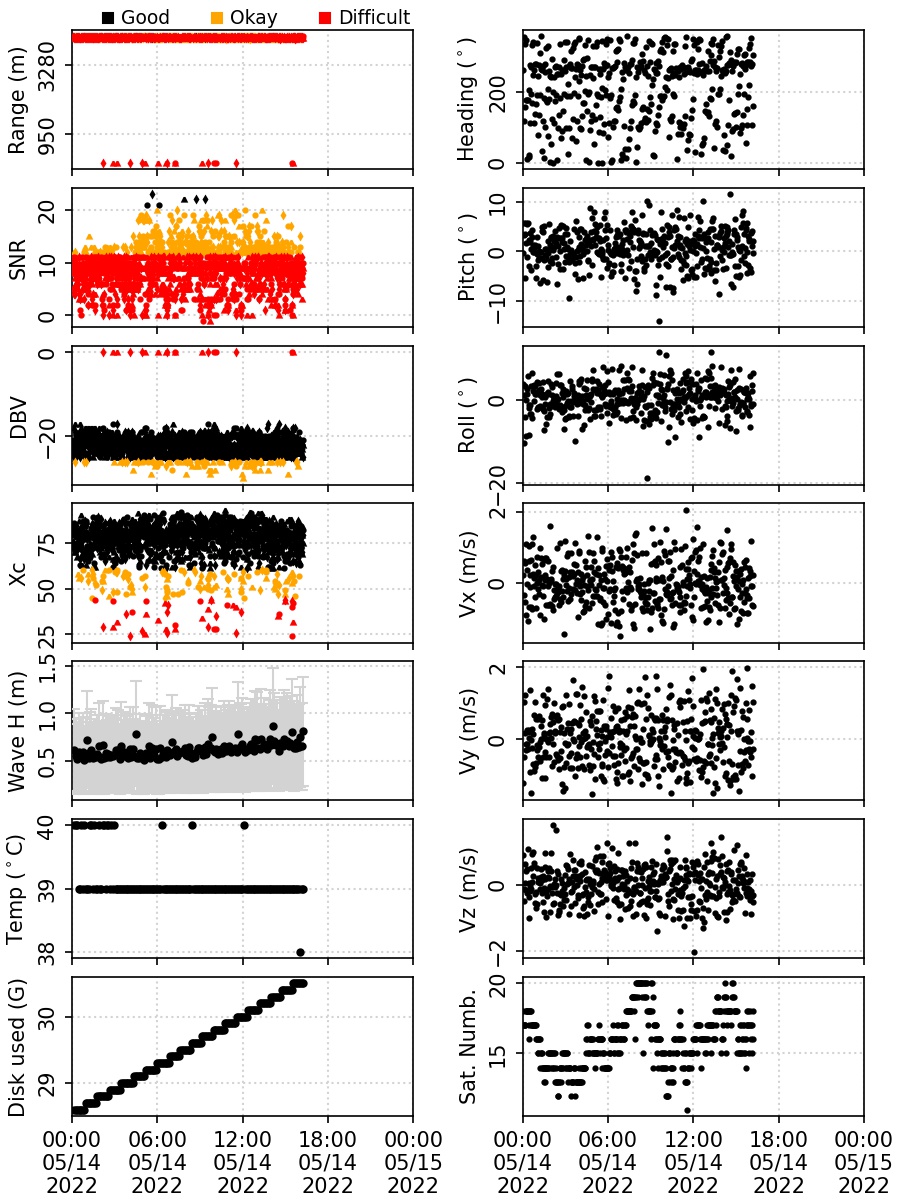 Good Okay Difficult
Range (m)
3280
950
Heading (°)
200
0
SNR
20
10
0
Pitch (°)
10
0
−10
DBV
0
−20
Roll (°)
0
−20
Xc
75
50
25
Vx (m/s)
2
0
Wave H (m)
1.5
1.0
0.5
Vy (m/s)
2
0
Temp (°C)
40
39
38
Vz (m/s)
0
−2
Disk used (G)
30
29
Sat. Numb.
20
15
00:00 06:00 12:00 18:00 00:00
05/14 05/14 05/14 05/14 05/15
2022 2022 2022 2022 2022
00:00 06:00 12:00 18:00 00:00
05/14 05/14 05/14 05/14 05/15
2022 2022 2022 2022 2022